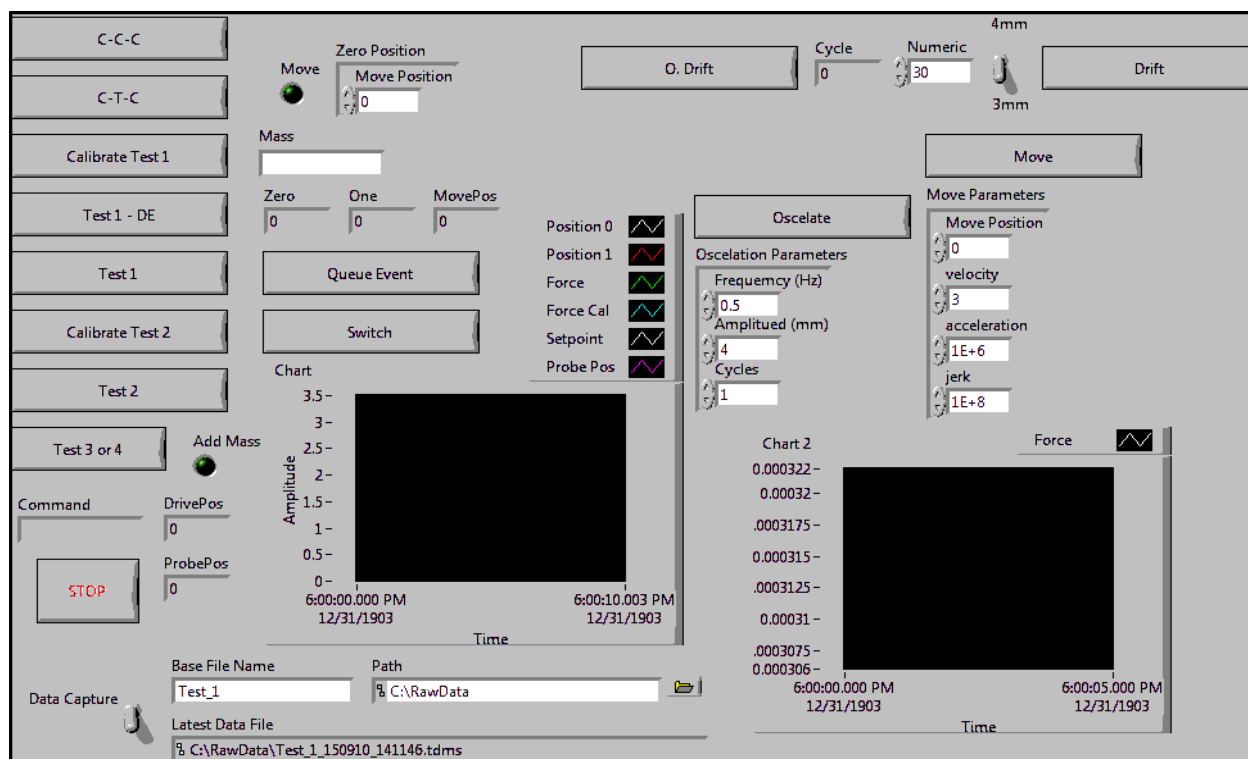 C-C-C
C-T-C
Calibrate Test 1
Test 1 - DE
Test 1
Calibrate Test 2
Test 2
Test 3 or 4
Add Mass
Command
DrivePos
0
ProbePos
0
STOP
Data Capture
Move
Zero Position
Move Position
0
Mass
Zero
One
MovePos
0
0
0
Queue Event
Switch
Position 0
Position 1
Force
Force Cal
Setpoint
Probe Pos
Chart
Amplitude
3.5
3
2.5
2
1.5
1
0.5
0
6:00:00.000 PM
12/31/1903
6:00:10.003 PM
12/31/1903
Time
Base File Name
Test_1
Path
C:\RawData
Latest Data File
C:\RawData\Test_1_150910_141146.tdms
O. Drift
Cycle
0
Numeric
30
4mm
3mm
Drift
Oscelate
Oscelation Parameters
Frequemcy (Hz)
0.5
Amplitued (mm)
4
Cycles
1
Move
Move Parameters
Move Position
0
velocity
3
acceleration
1E+6
jerk
1E+8
Chart 2
Force
0.000322
0.00032
.0003175
0.000315
.0003125
0.00031
.0003075
0.000306
6:00:00.000 PM
12/31/1903
6:00:05.000 PM
12/31/1903
Time